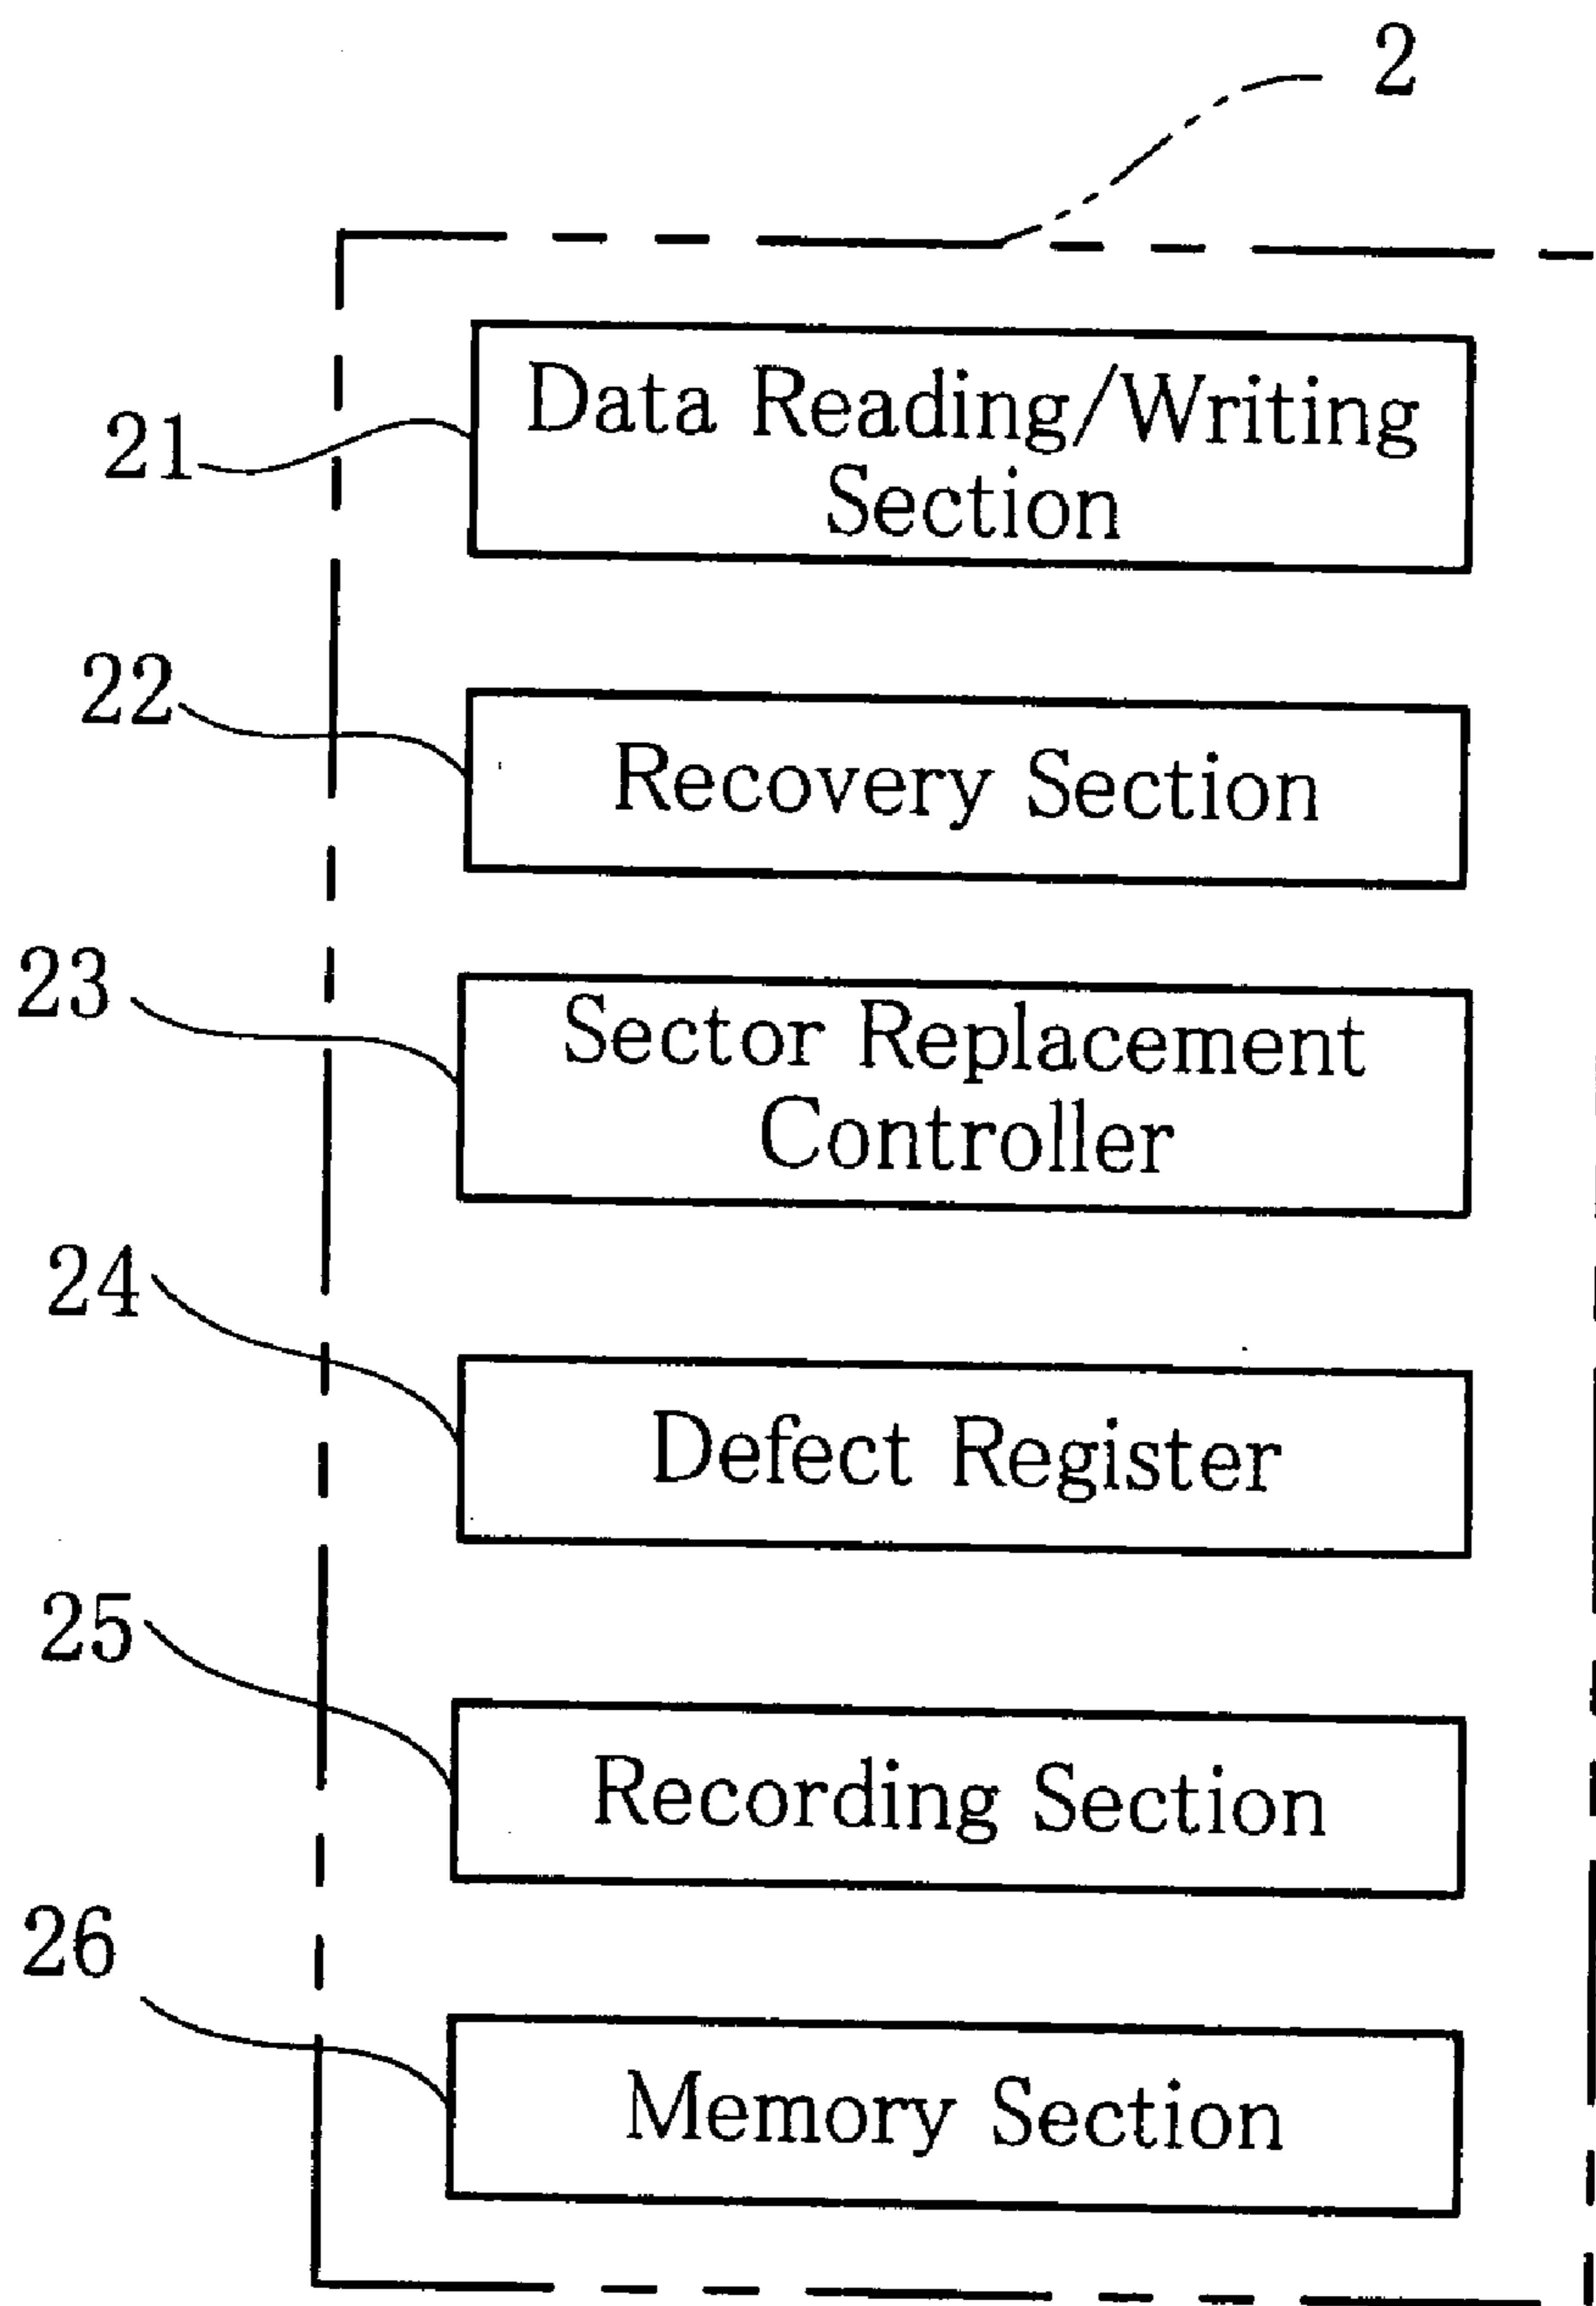 2
21
Data Reading/Writing
Section
22
Recovery Section
23
Sector Replacement
Controller
24
Defect Register
25
Recording Section
26
Memory Section